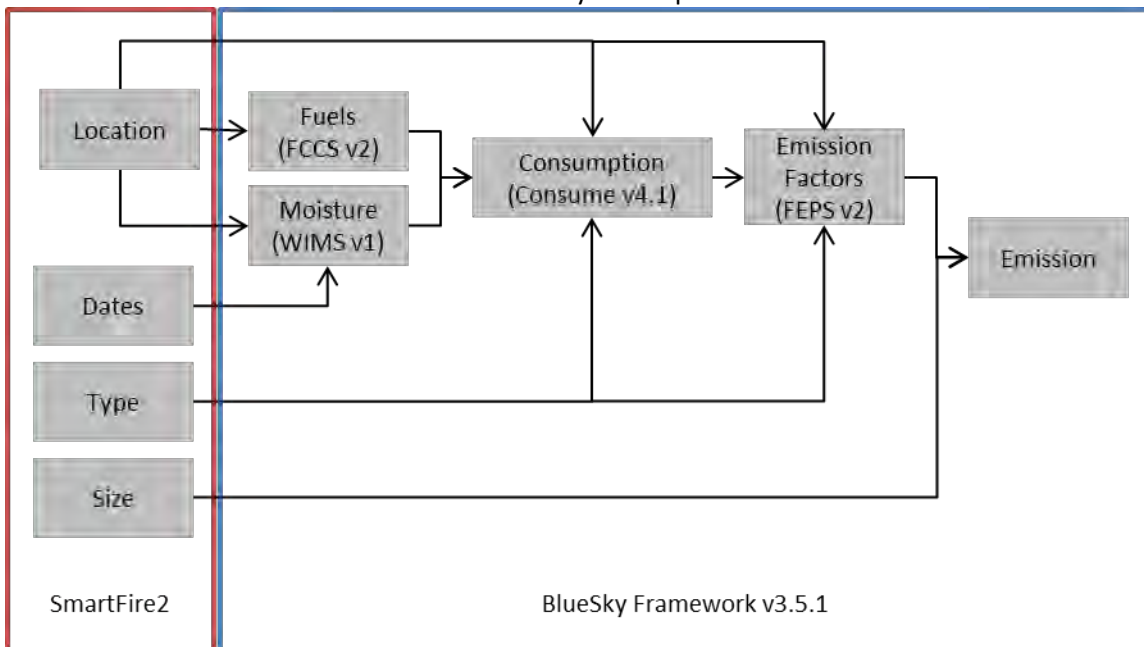 Location
Fuels
(FCCS v2)
Moisture
(WIMS v1)
Consumption
(Consume v4.1)
Emission
Factors
(FEPS v2)
Emission
Dates
Type
Size
SmartFire2
BlueSky Framework v3.5.1